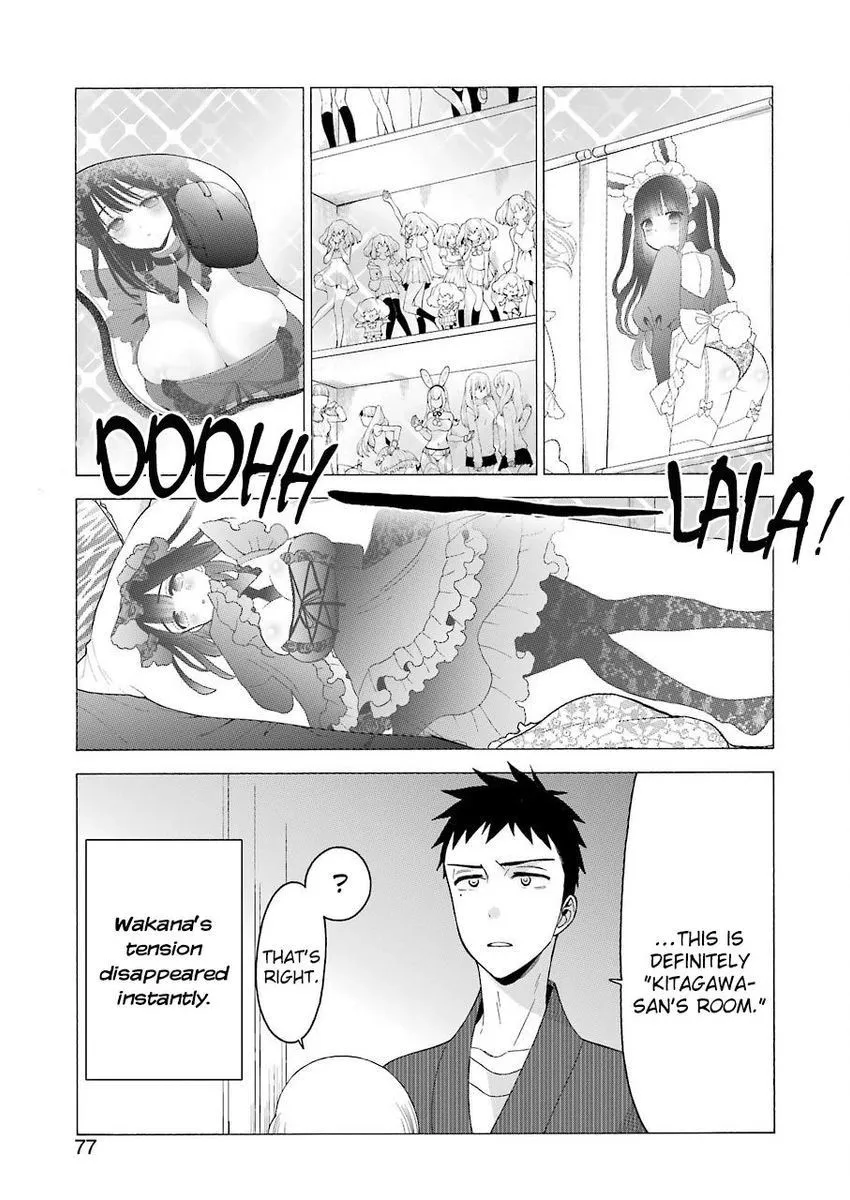 OOOHH
LALA!
...THIS IS
DEFINITELY
"KITAGAWA-
SAN'S ROOM."
?
THAT'S
RIGHT.
Wakana's
tension
disappeared
instantly.
77